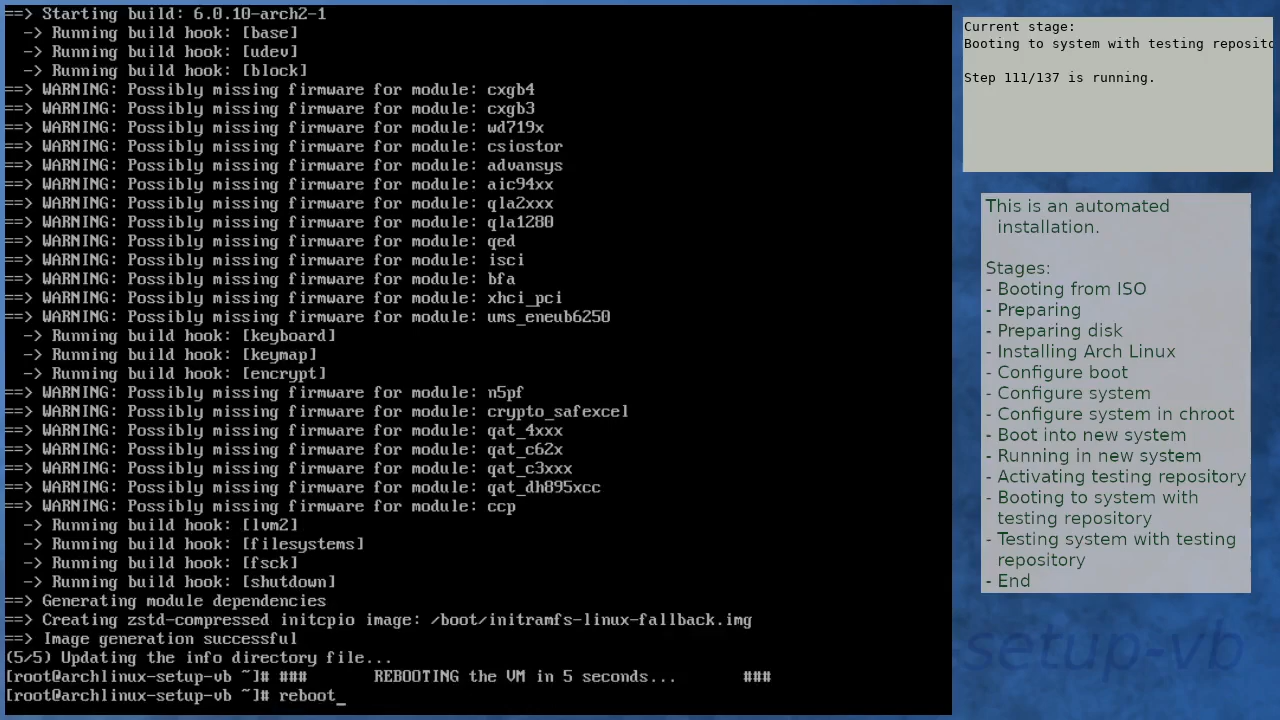 ==> Starting build: 6.0.10-arch2-1
-> Running build hook: [base]
-> Running build hook: [udev]
-> Running build hook: [block]
==> WARNING: Possibly missing firmware for module: cxgb4
==> WARNING: Possibly missing firmware for module: cxgb3
==> WARNING: Possibly missing firmware for module: wd719x
==> WARNING: Possibly missing firmware for module: csiostor
==> WARNING: Possibly missing firmware for module: advansys
==> WARNING: Possibly missing firmware for module: aic94xx
==> WARNING: Possibly missing firmware for module: qla2xxx
==> WARNING: Possibly missing firmware for module: qla1280
==> WARNING: Possibly missing firmware for module: qed
==> WARNING: Possibly missing firmware for module: isci
==> WARNING: Possibly missing firmware for module: bfa
==> WARNING: Possibly missing firmware for module: xhci_pci
==> WARNING: Possibly missing firmware for module: ums_eneub6250
-> Running build hook: [keyboard]
-> Running build hook: [keymap]
-> Running build hook: [encrypt]
==> WARNING: Possibly missing firmware for module: n5pf
==> WARNING: Possibly missing firmware for module: crypto_safexcel
==> WARNING: Possibly missing firmware for module: qat_4xxx
==> WARNING: Possibly missing firmware for module: qat_c62x
==> WARNING: Possibly missing firmware for module: qat_c3xxx
==> WARNING: Possibly missing firmware for module: qat_dh895xcc
==> WARNING: Possibly missing firmware for module: ccp
-> Running build hook: [lvm2]
-> Running build hook: [filesystems]
-> Running build hook: [fsck]
-> Running build hook: [shutdown]
==> Generating module dependencies
==> Creating zstd-compressed initcpio image: /boot/initramfs-linux-fallback.img
==> Image generation successful
(5/5) Updating the info directory file...
[root@archlinux-setup-vb ~]# ### REBOOTING the VM in 5 seconds... ###
[root@archlinux-setup-vb ~]# reboot_
Current stage:
Booting to system with testing reposito
Step 111/137 is running.
This is an automated
installation.
Stages:
- Booting from ISO
- Preparing
- Preparing disk
- Installing Arch Linux
- Configure boot
- Configure system
- Configure system in chroot
- Boot into new system
- Running in new system
- Activating testing repository
- Booting to system with
testing repository
- Testing system with testing
repository
- End
setup-vb